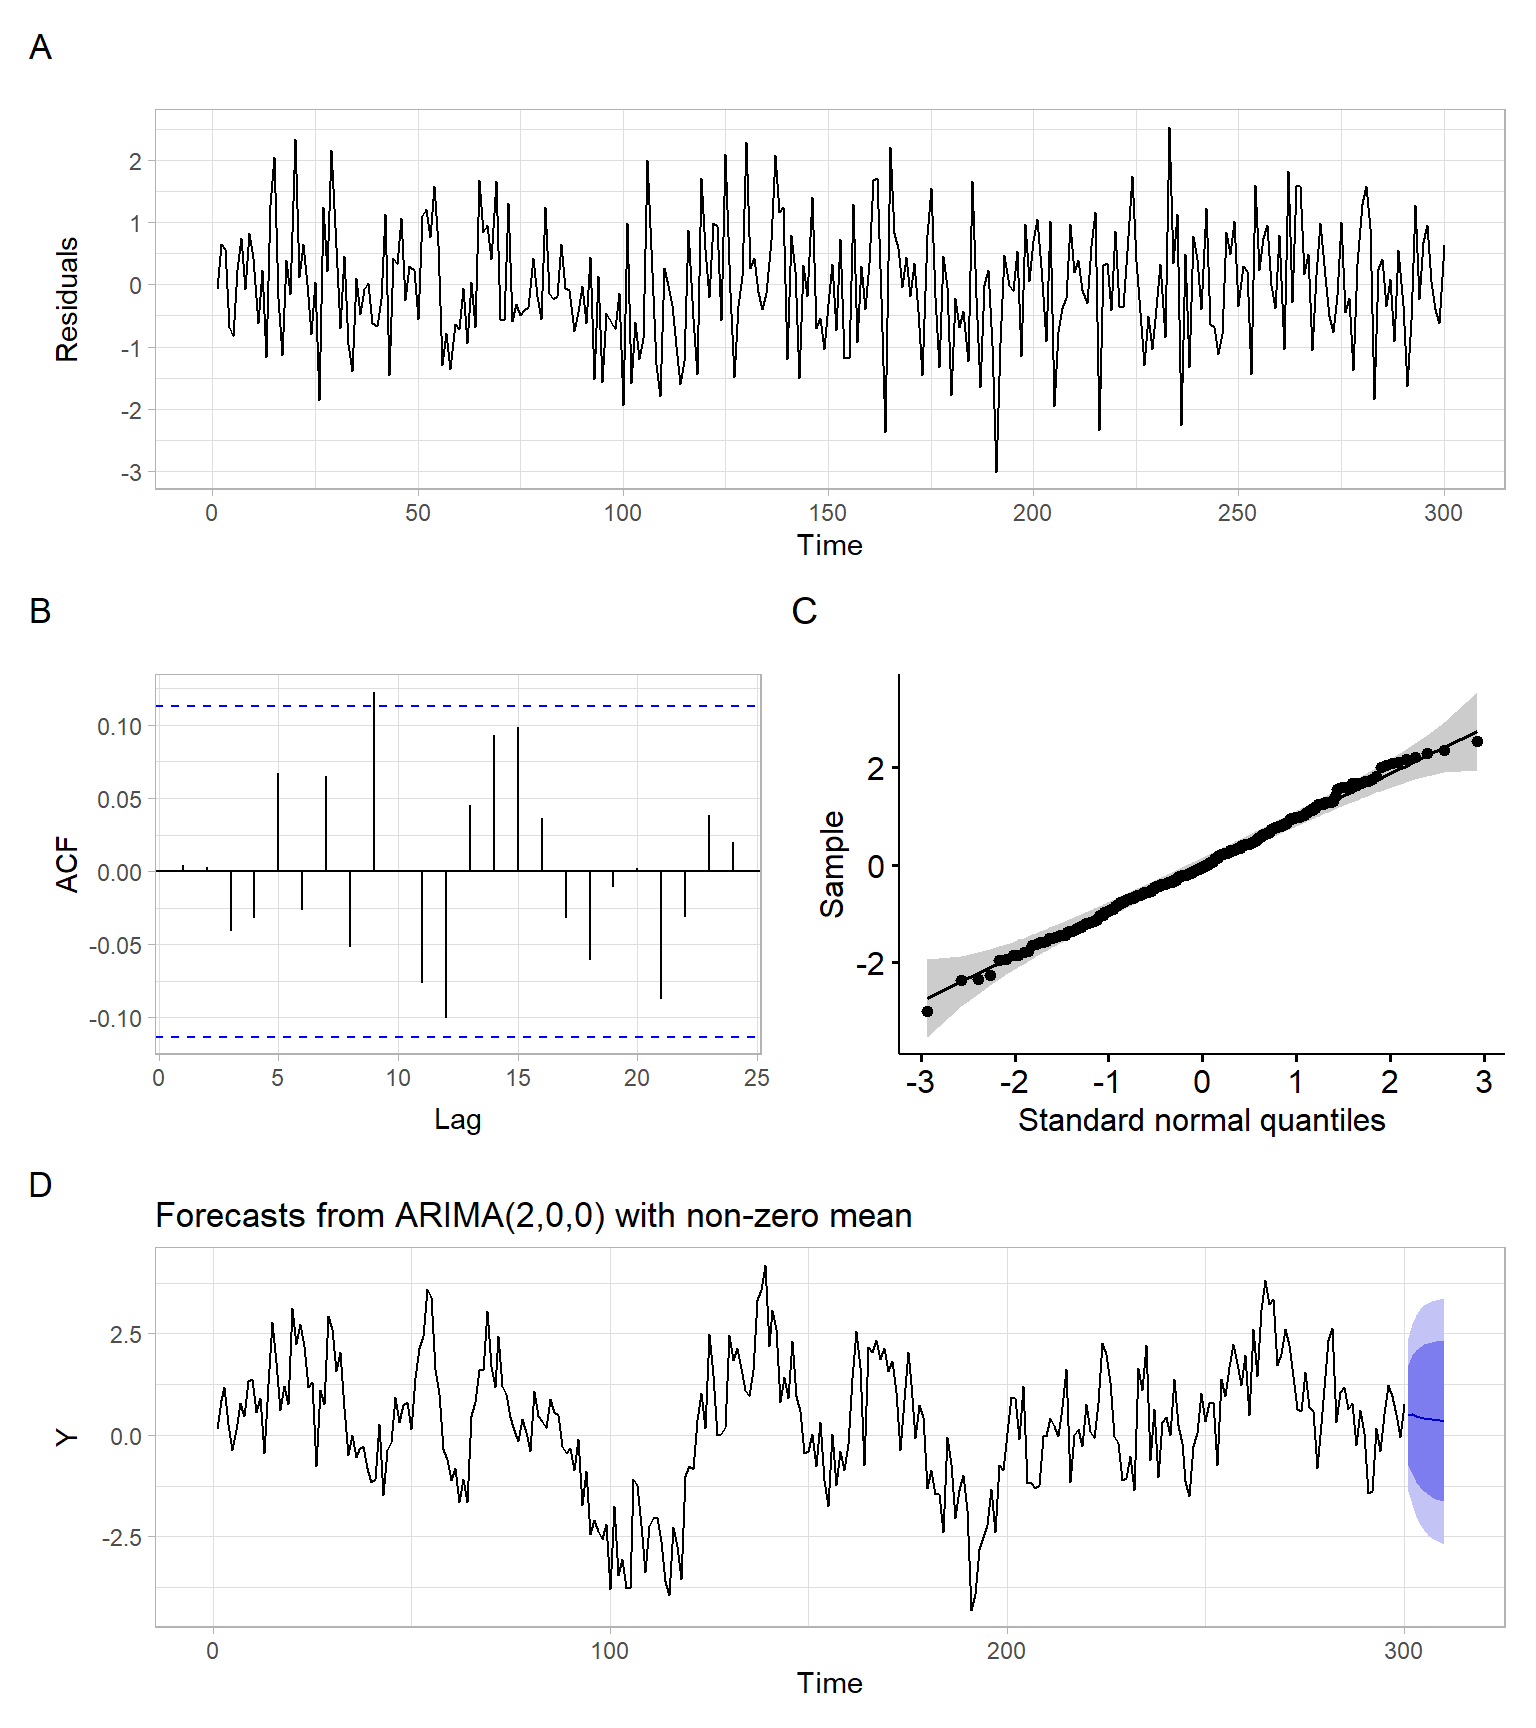 A
2
1
0
-1
-2
-3
Residuals
0 50 100 150 200 250 300
Time
B
0.10
0.05
0.00
-0.05
-0.10
ACF
0 5 10 15 20 25
Lag
C
2
0
-2
Sample
-3 -2 -1 0 1 2 3
Standard normal quantiles
D
Forecasts from ARIMA(2,0,0) with non-zero mean
2.5
0.0
-2.5
Y
0 100 200 300
Time